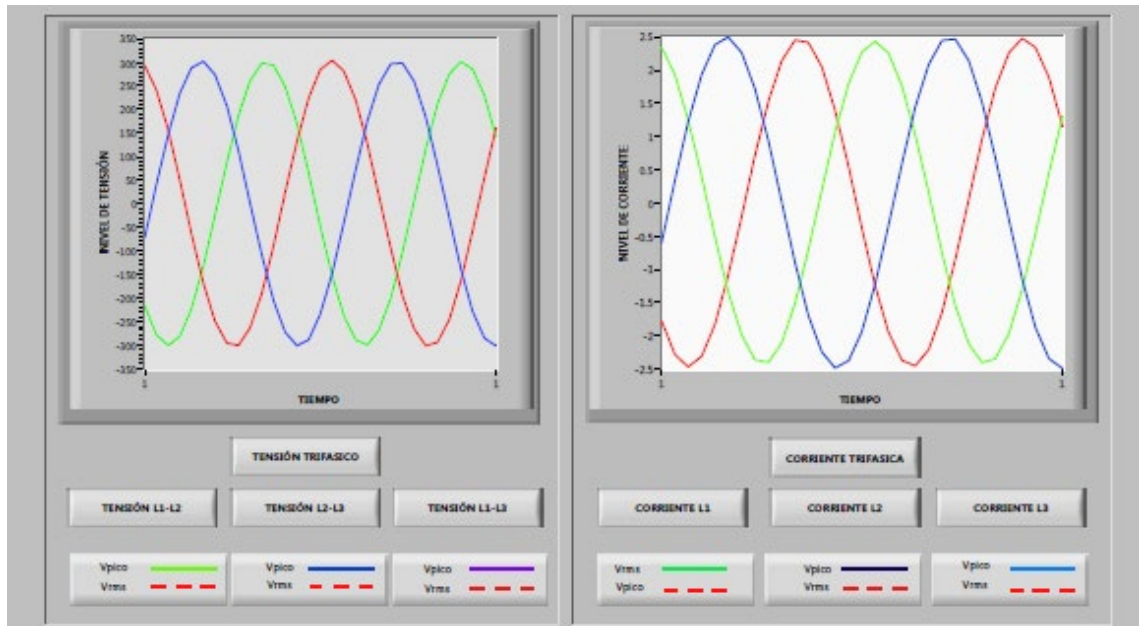 NIVEL DE TENSIÓN
350
300
250
200
150
100
50
0
-50
-100
-150
-200
-250
-300
-350
1
1
TIEMPO
TENSIÓN TRIFASICO
TENSIÓN L1-L2
TENSIÓN L2-L3
TENSIÓN L1-L3
Vpico
Vrms
Vpico
Vrms
Vpico
Vrms
NIVEL DE CORRIENTE
2.5
2
1.5
1
0.5
0
-0.5
-1
-1.5
-2
-2.5
1
1
TIEMPO
CORRIENTE TRIFASICA
CORRIENTE L1
CORRIENTE L2
CORRIENTE L3
Vrms
Vpico
Vpico
Vrms
Vpico
Vrms